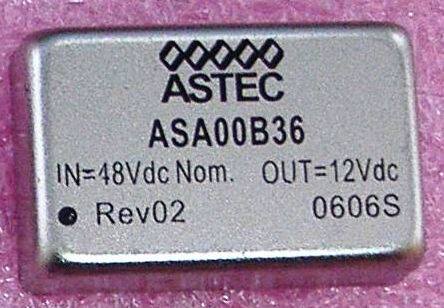 ASTEC
ASA00B36
IN=48Vdc Nom. OUT=12Vdc
Rev02 0606S